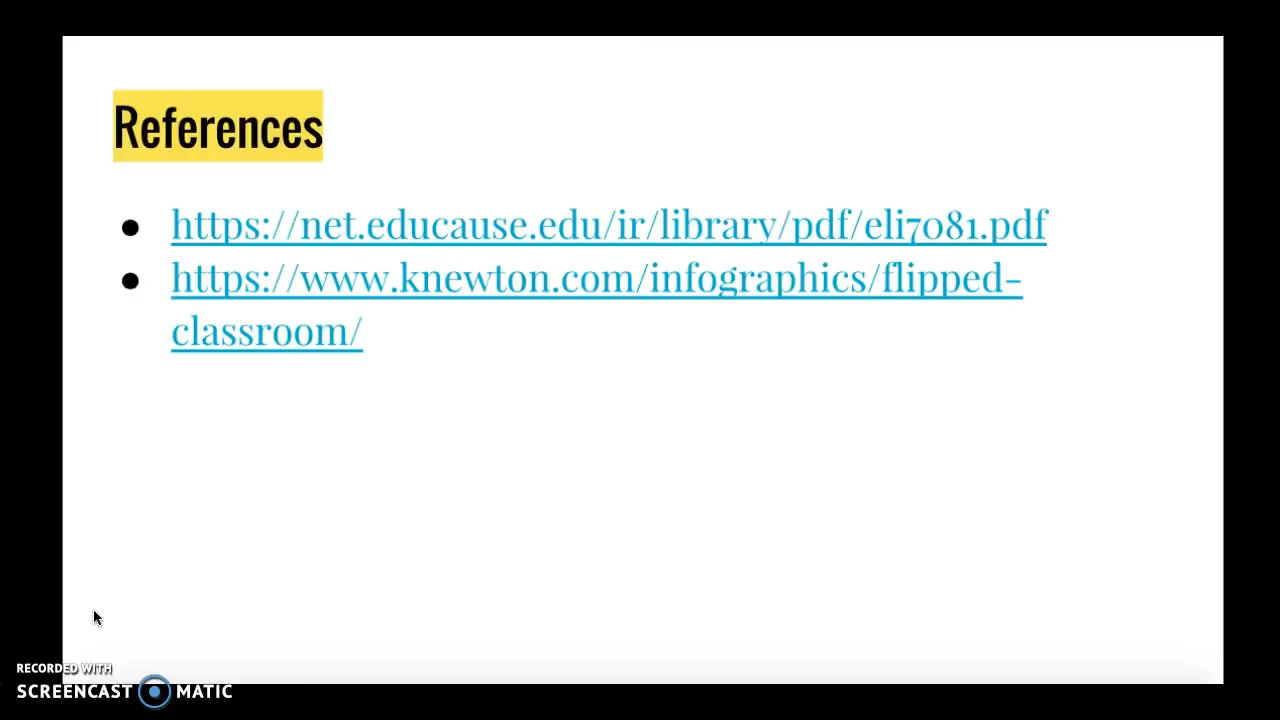 References
● https://net.educause.edu/ir/library/pdf/eli7081.pdf
● https://www.knewton.com/infographics/flipped-
classroom/
RECORDED WITH
SCREENCAST MATIC